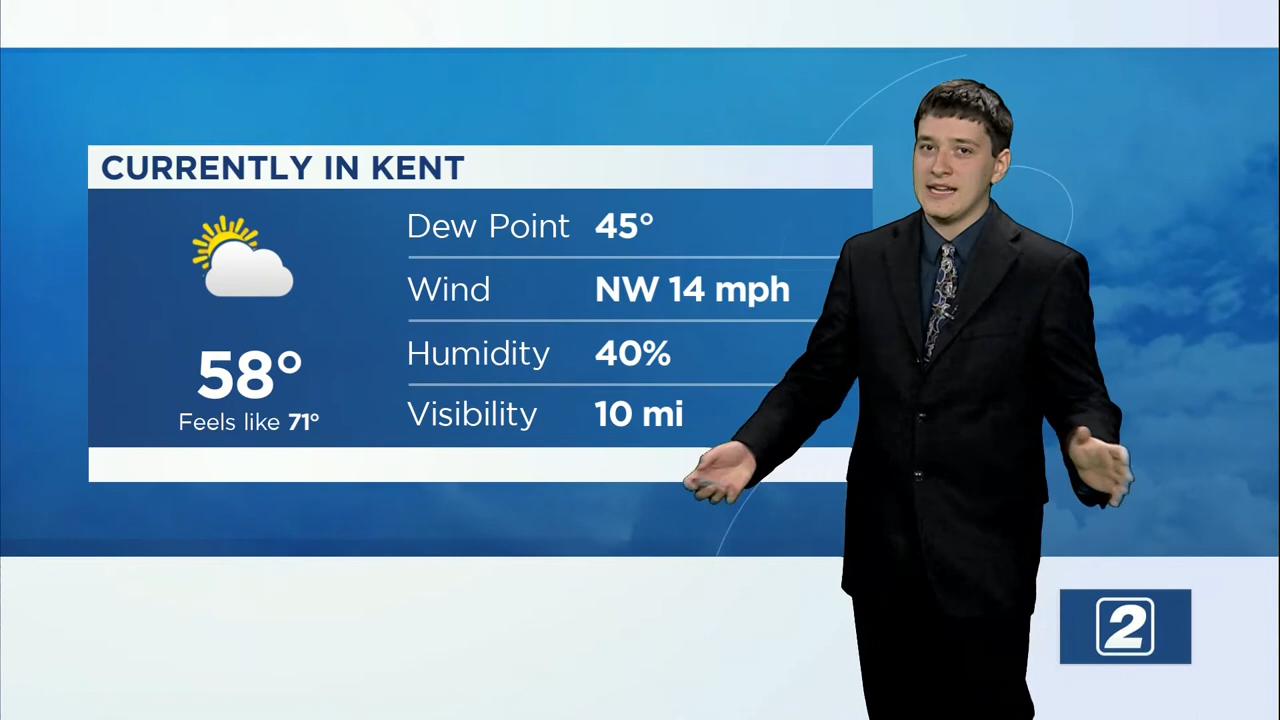 CURRENTLY IN KENT
58°
Feels like 71°
Dew Point 45°
Wind NW 14 mph
Humidity 40%
Visibility 10 mi
2